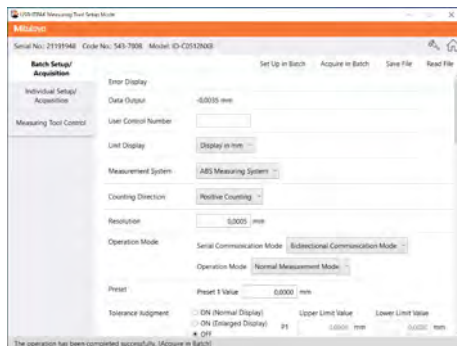 USB-ITPAK Measuring Tool Setup Mode
Mitutoyo
Serial No.: 21191948 Code No.: 543-7808 Model: ID-C0512NXB
Batch Setup/
Acquisition
Individual Setup/
Acquisition
Measuring Tool Control
Set Up in Batch Acquire in Batch Save File Read File
Error Display
Data Output -0,0035 mm
User Control Number
Unit Display Display in mm
Measurement System ABS Measuring System
Counting Direction Positive Counting
Resolution 0,0005 mm
Operation Mode Serial Communication Mode Bidirectional Communication Mode
Operation Mode Normal Measurement Mode
Preset Preset 1 Value 0,0000 mm
Tolerance Judgment ON (Normal Display) Upper Limit Value Lower Limit Value
ON (Enlarged Display) P1 0,0000 mm 0,0000 mm
OFF
The operation has been completed successfully. (Acquire in Batch)